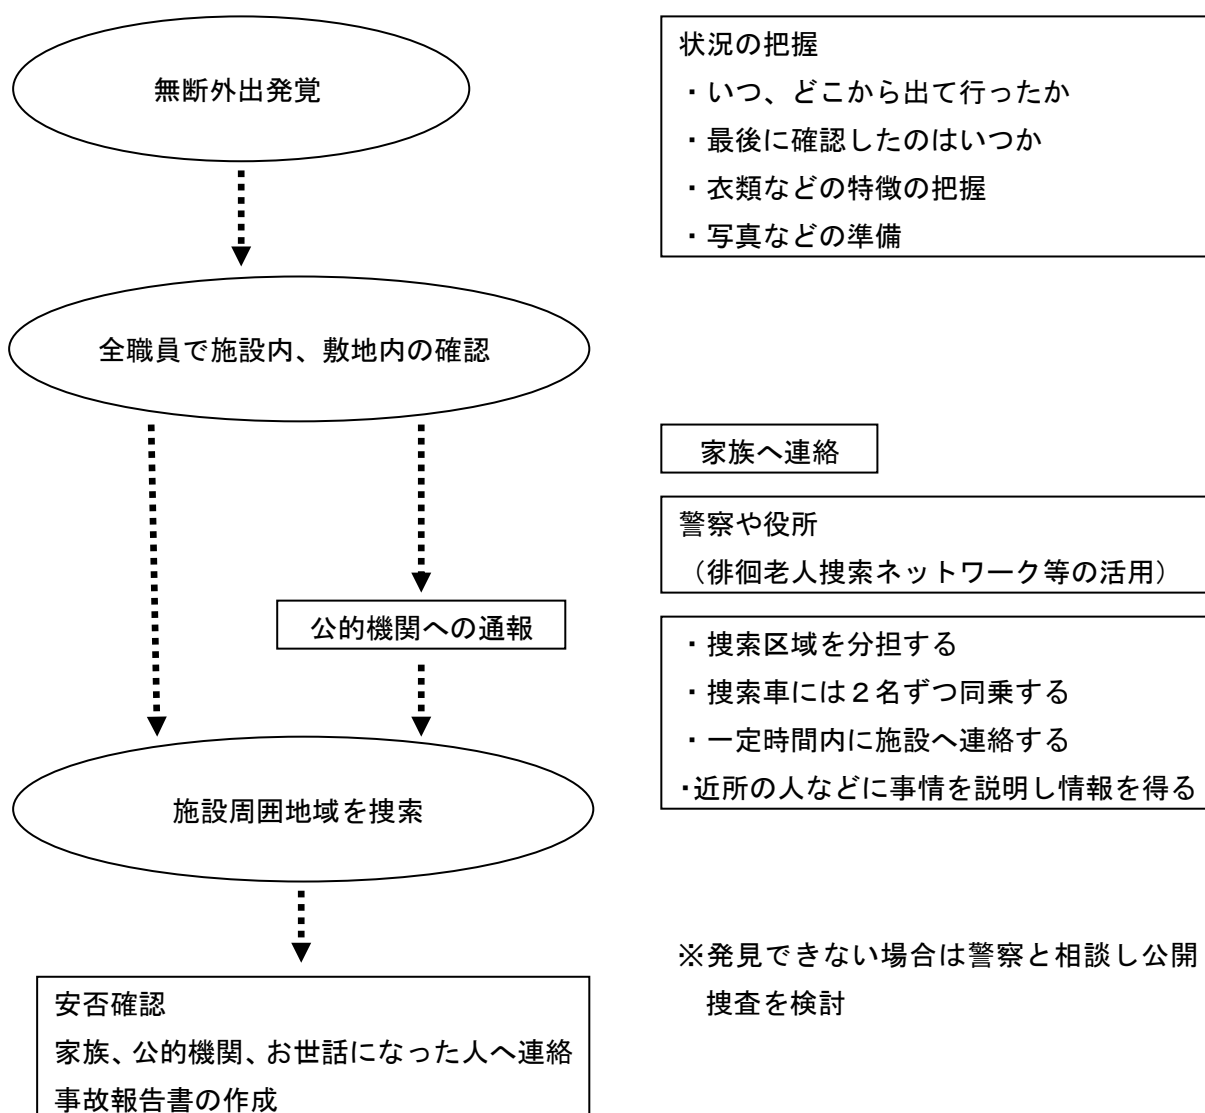 無断外出発覚
状況の把握
・いつ、どこから出て行ったか
・最後に確認したのはいつか
・衣類などの特徴の把握
・写真などの準備
全職員で施設内、敷地内の確認
家族へ連絡
警察や役所
（徘徊老人捜索ネットワーク等の活用）
公的機関への通報
・捜索区域を分担する
・捜索車には２名ずつ同乗する
・一定時間内に施設へ連絡する
・近所の人などに事情を説明し情報を得る
施設周囲地域を捜索
※発見できない場合は警察と相談し公開
捜査を検討
安否確認
家族、公的機関、お世話になった人へ連絡
事故報告書の作成